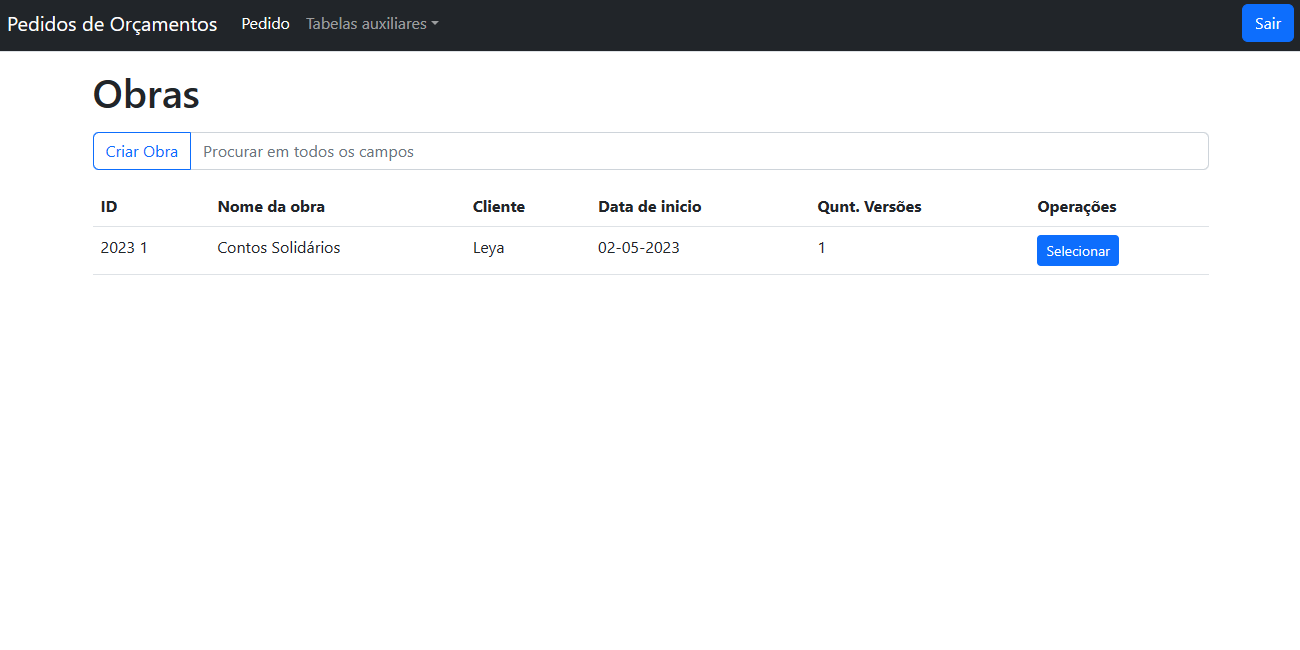 Pedidos de Orçamentos Pedido Tabelas auxiliares Sair
Obras
Criar Obra Procurar em todos os campos
ID Nome da obra Cliente Data de inicio Qunt. Versões Operações
2023 1 Contos Solidários Leya 02-05-2023 1 Selecionar